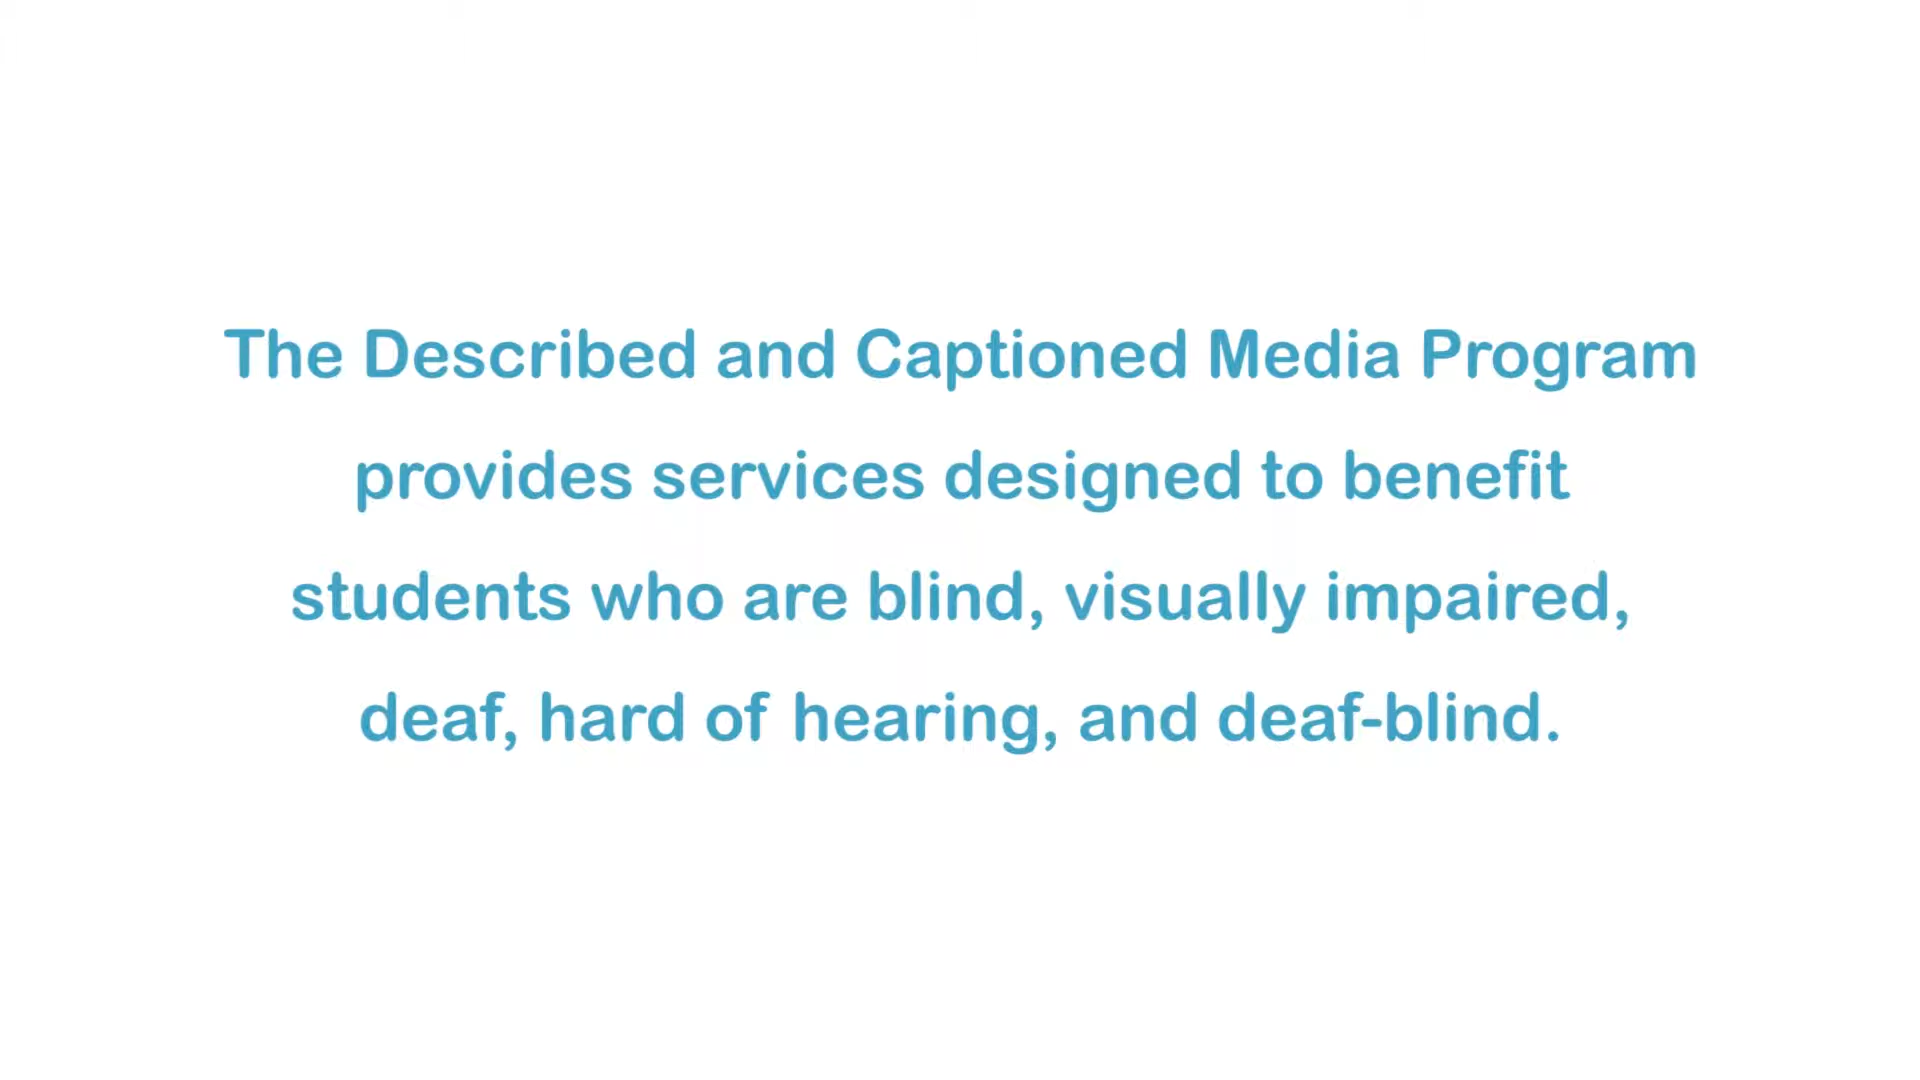 The Described and Captioned Media Program
provides services designed to benefit
students who are blind, visually impaired,
deaf, hard of hearing, and deaf-blind.